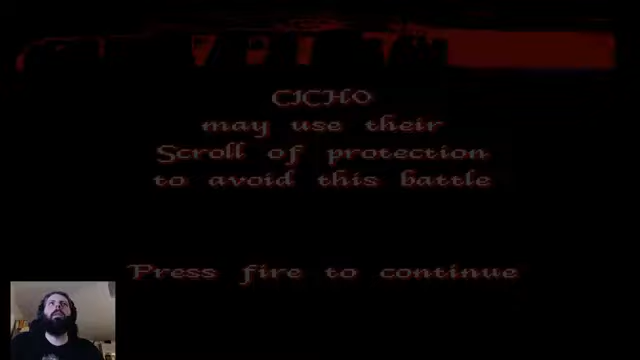 CICHO
may use their
Scroll of protection
to avoid this battle
Press fire to continue